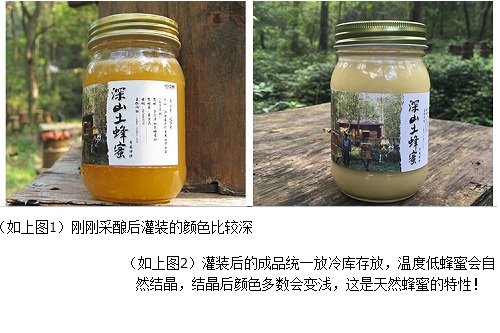 深山土蜂蜜
深山土蜂蜜
（如上图1）刚刚采酿后灌装的颜色比较深
（如上图2）灌装后的成品统一放冷库存放，温度低蜂蜜会自
然结晶，结晶后颜色多数会变浅，这是天然蜂蜜的特性！